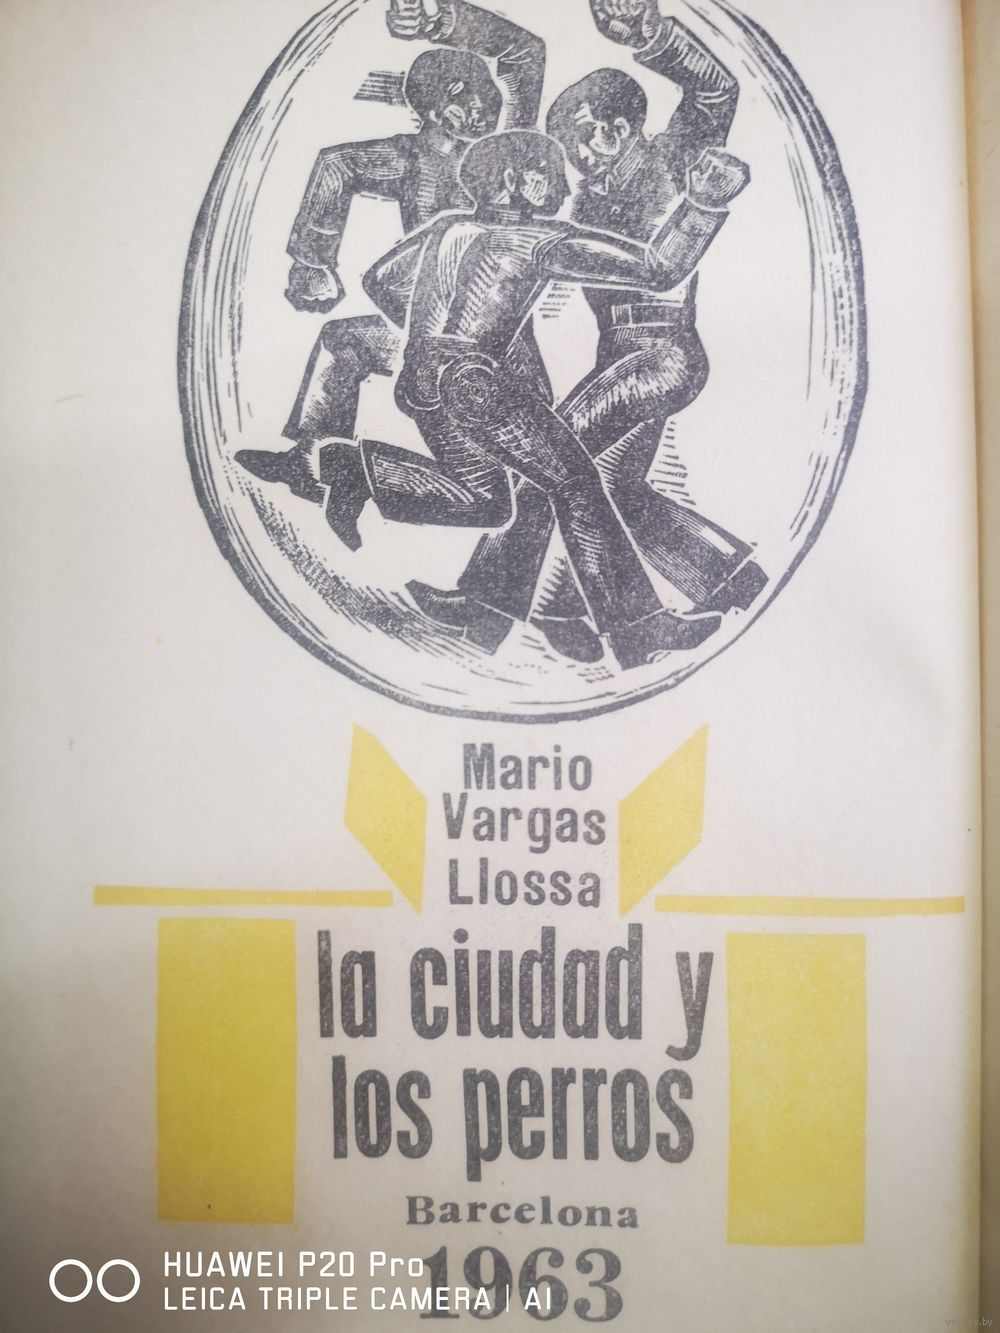 Mario
Vargas
Llossa
la ciudad y
los perros
Barcelona
1963
HUAWEI P20 Pro
LEICA TRIPLE CAMERA | AI